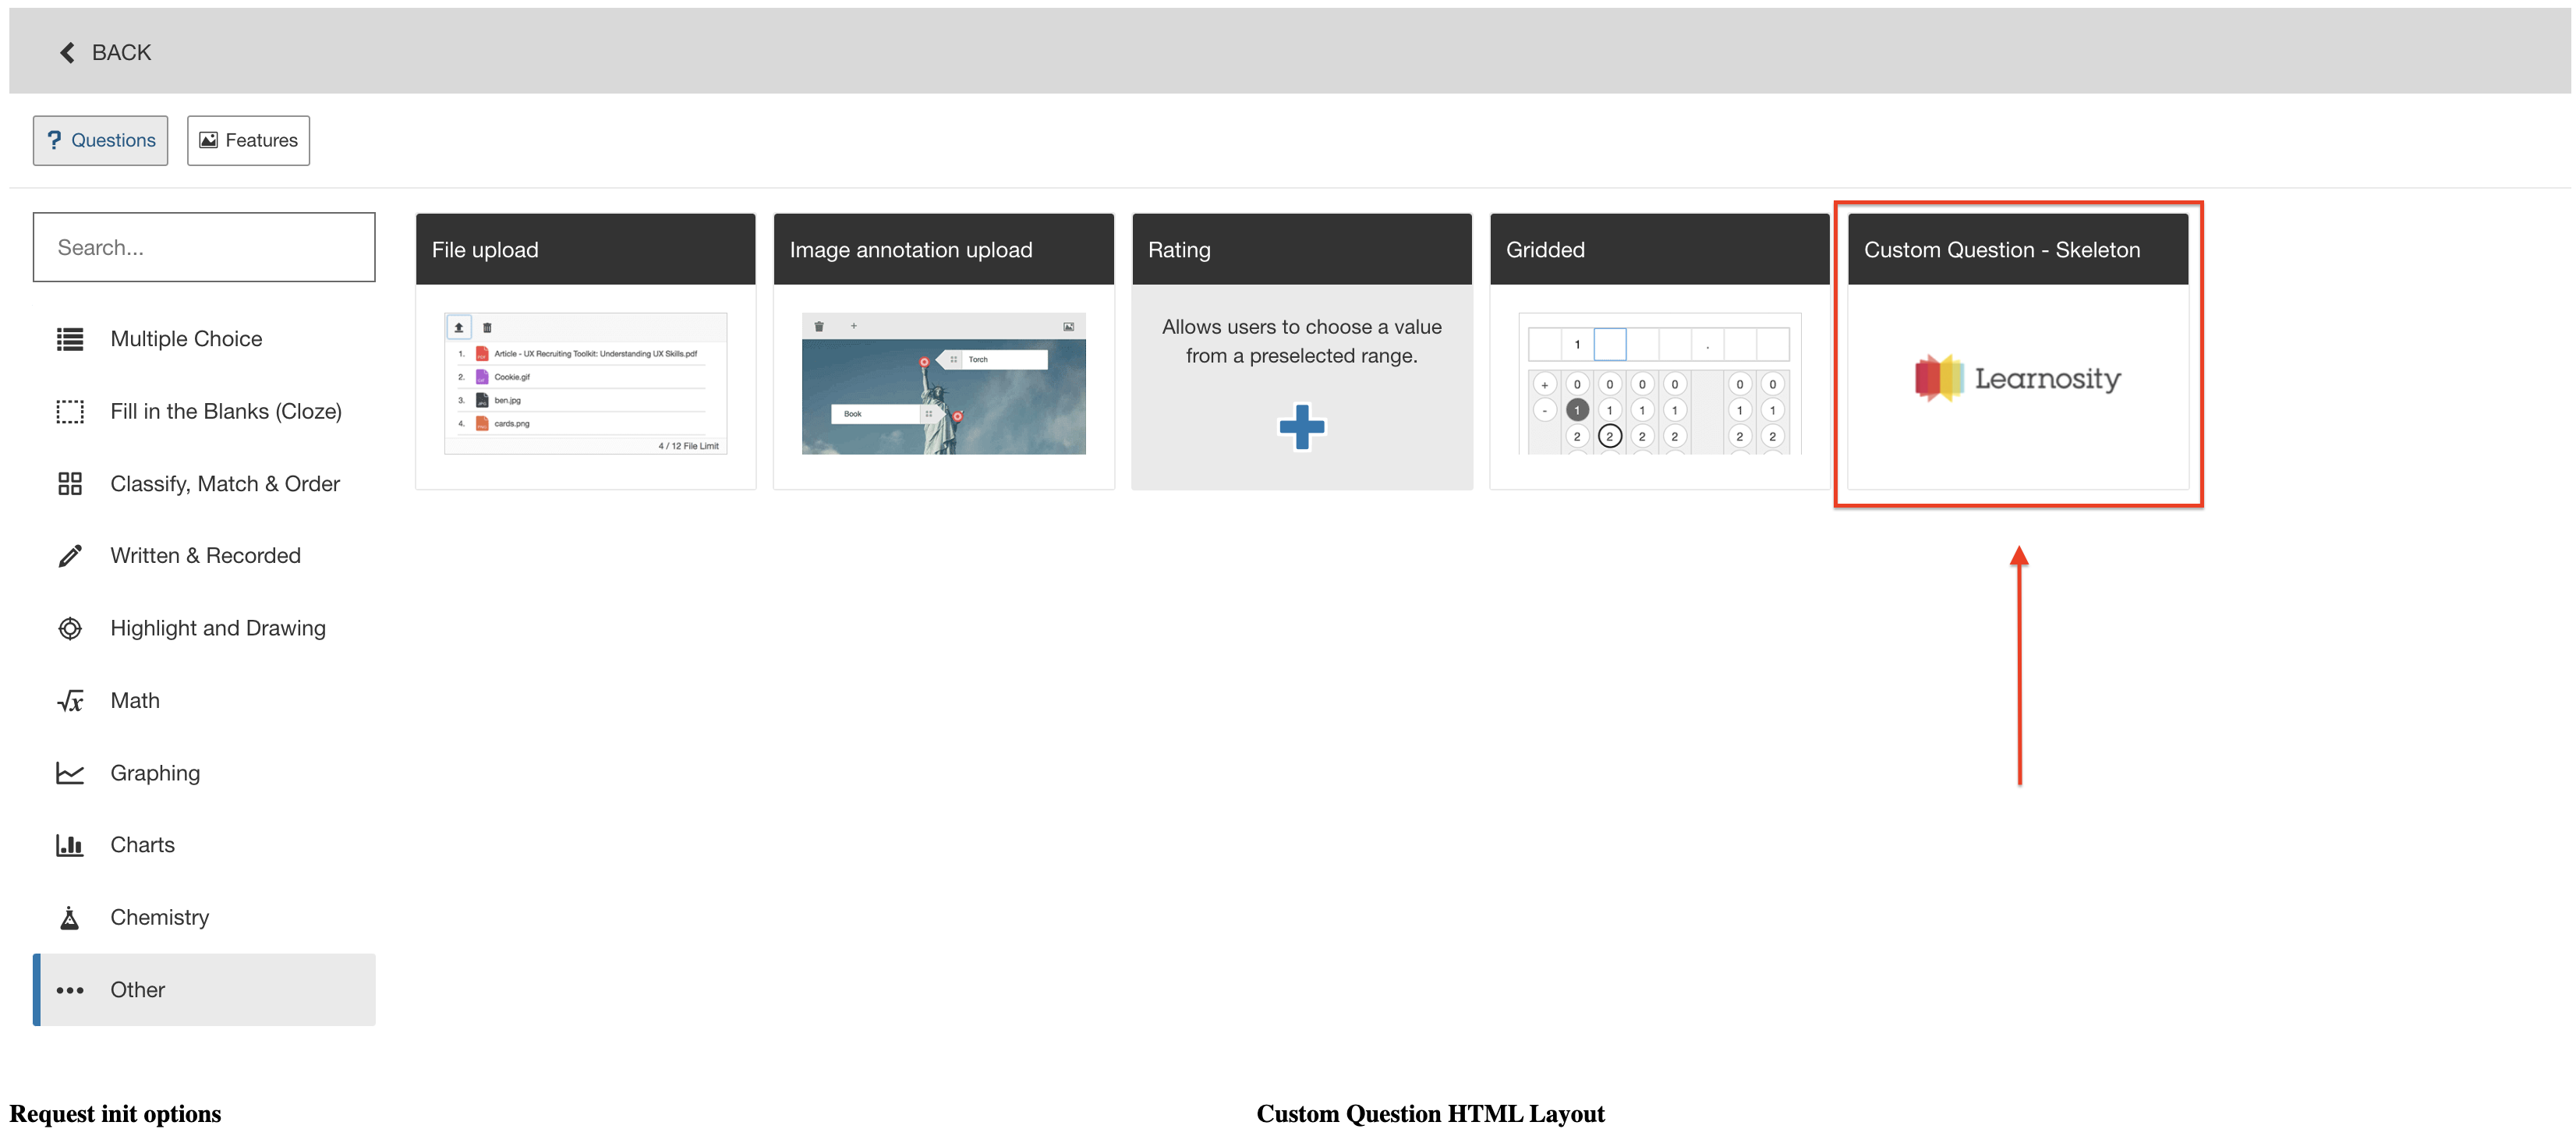 BACK
? Questions
Features
Search...
Multiple Choice
Fill in the Blanks (Cloze)
Classify, Match & Order
Written & Recorded
Highlight and Drawing
√x Math
Graphing
Charts
Chemistry
Other
File upload
1. Article - UX Recruiting Toolkit: Understanding UX Skills.pdf
2. Cookie.gif
3. ben.jpg
4. cards.png
4 / 12 File Limit
Image annotation upload
Torch
Book
Rating
Allows users to choose a value
from a preselected range.
Gridded
1 .
+ 0 0 0 0 0 0
- 1 1 1 1 1 1
2 2 2 2 2 2
Custom Question - Skeleton
Learnosity
Request init options
Custom Question HTML Layout